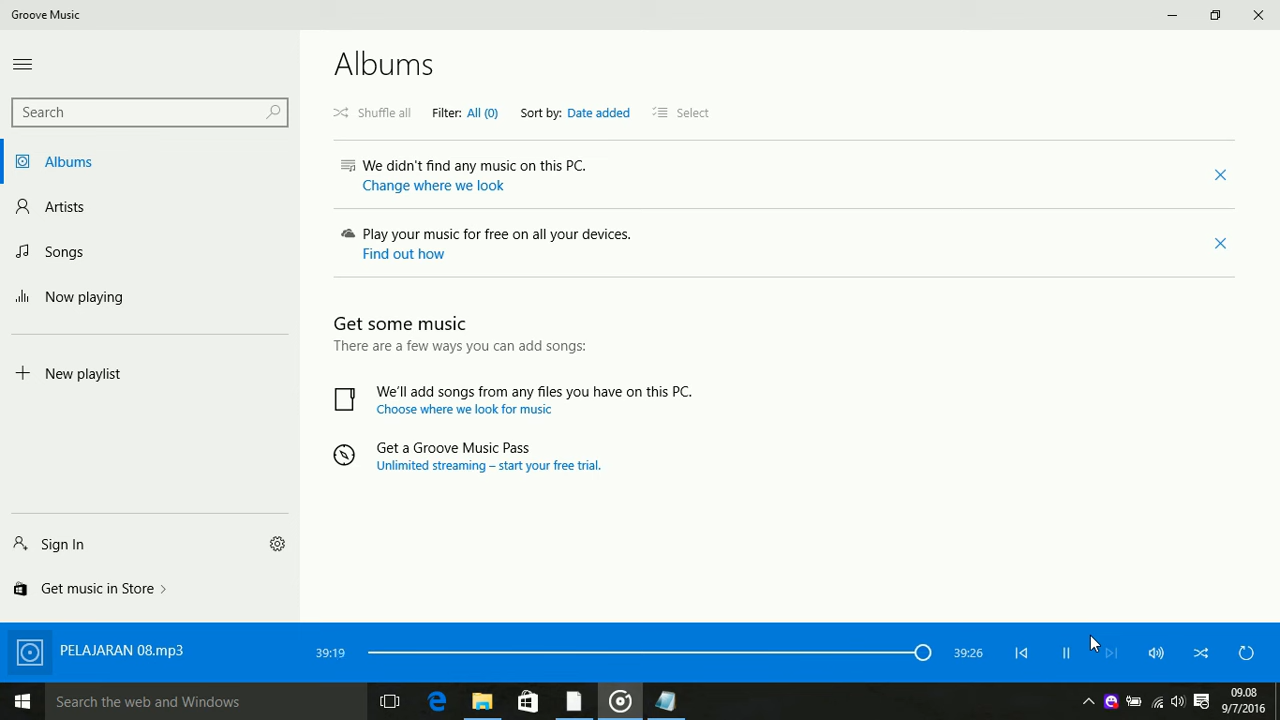 Groove Music
Search
Albums
Artists
Songs
Now playing
New playlist
Sign In
Get music in Store
Albums
Shuffle all Filter: All (0) Sort by: Date added Select
We didn't find any music on this PC.
Change where we look
Play your music for free on all your devices.
Find out how
Get some music
There are a few ways you can add songs:
We'll add songs from any files you have on this PC.
Choose where we look for music
Get a Groove Music Pass
Unlimited streaming – start your free trial.
PELAJARAN 08.mp3 39:19 39:26
Search the web and Windows
09.08
9/7/2016